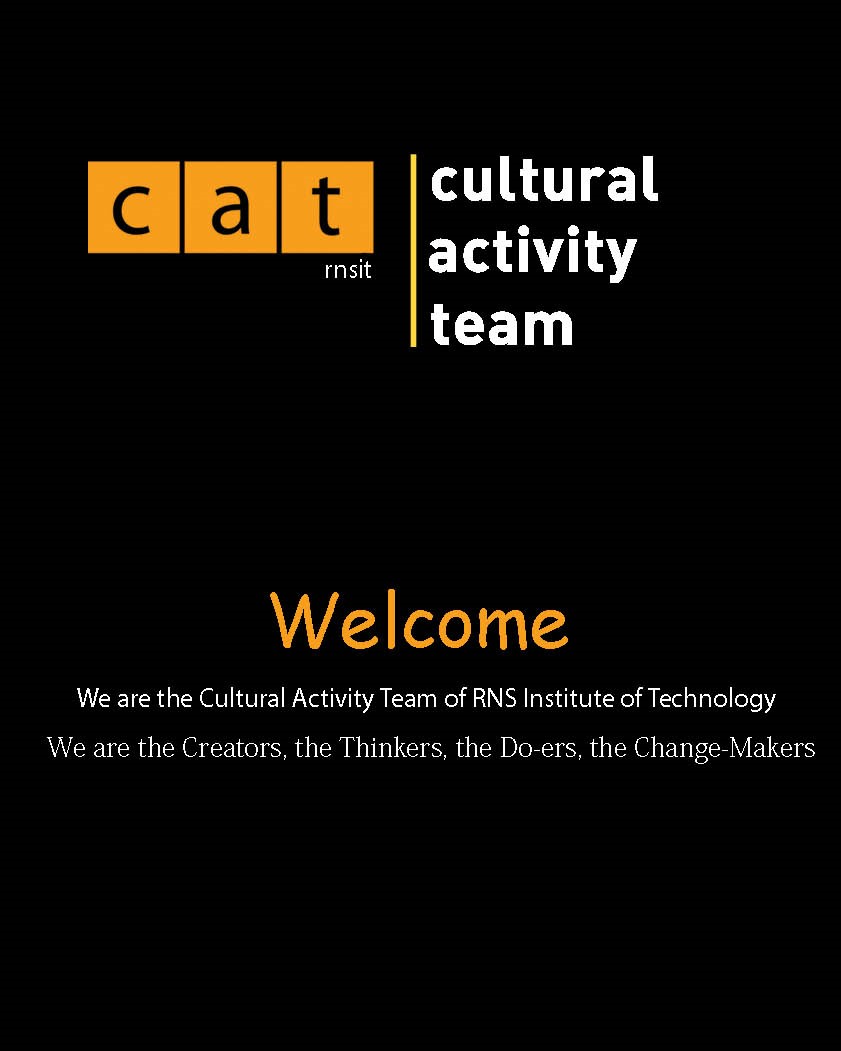 cat
rnsit
cultural
activity
team
Welcome
We are the Cultural Activity Team of RNS Institute of Technology
We are the Creators, the Thinkers, the Do-ers, the Change-Makers